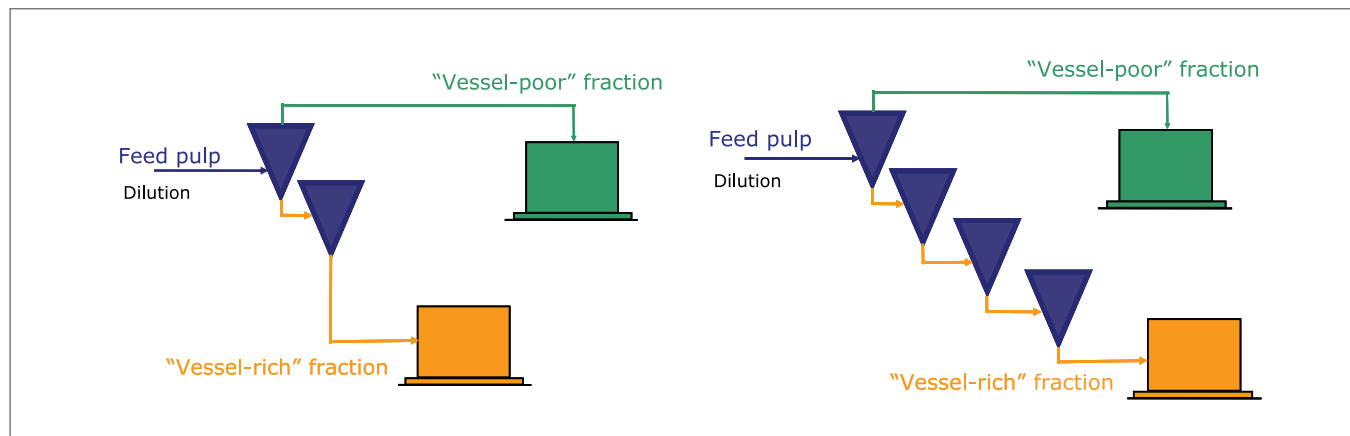 “Vessel-poor” fraction
Feed pulp
Dilution
“Vessel-rich” fraction
“Vessel-poor” fraction
Feed pulp
Dilution
“Vessel-rich” fraction